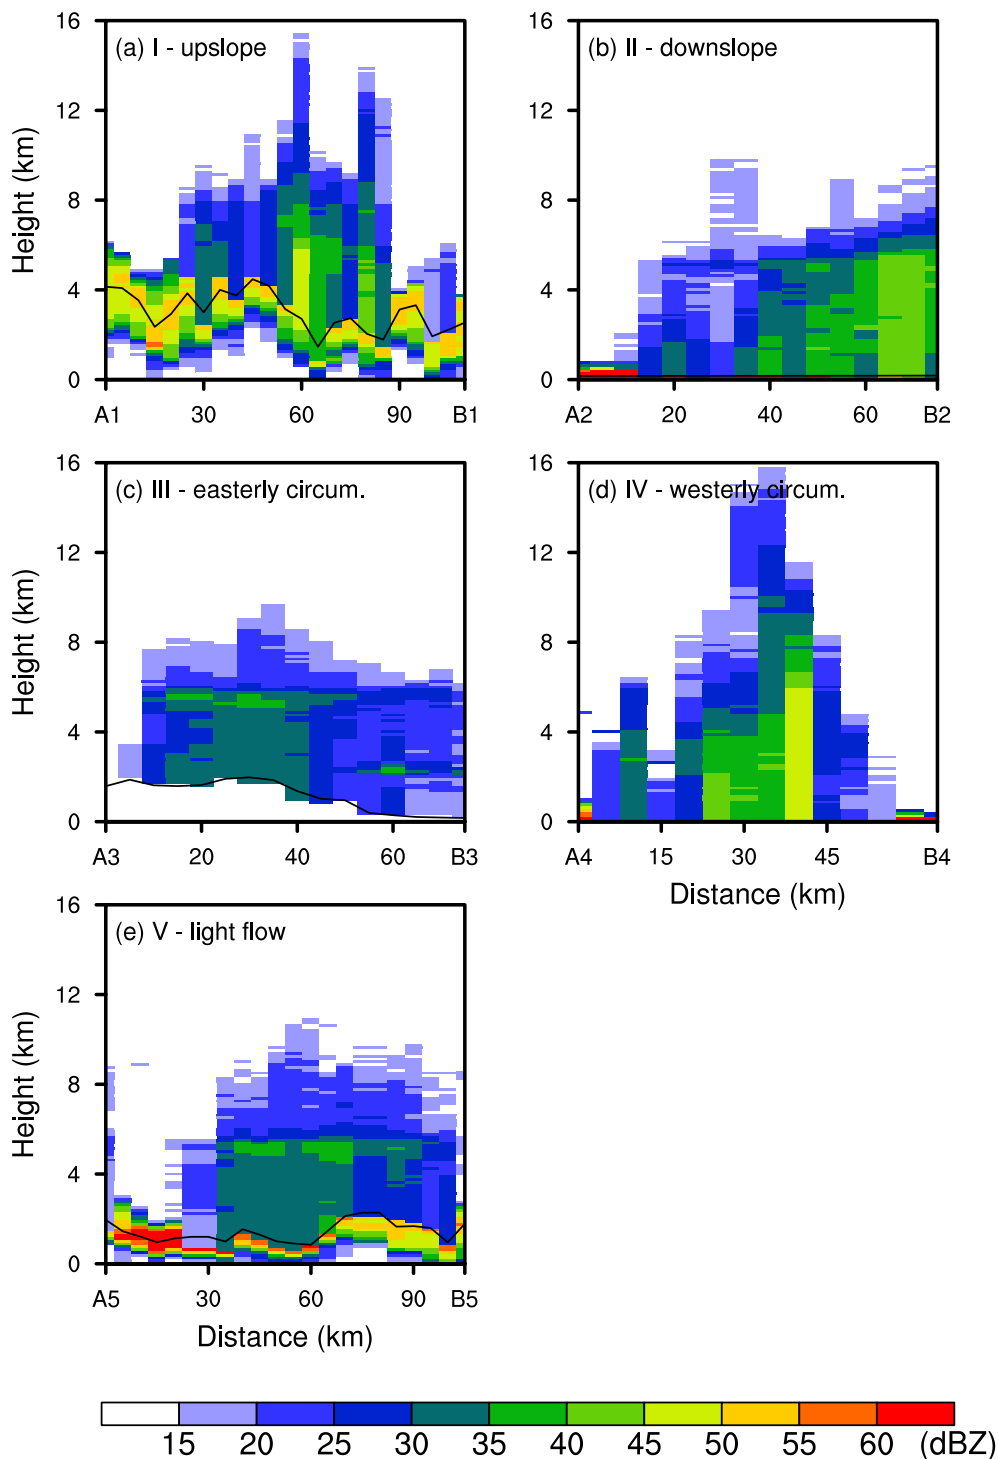 (a) I - upslope
16
12
8
4
0
Height (km)
A1 30 60 90 B1
(b) II - downslope
16
12
8
4
0
A2 20 40 60 B2
(c) III - easterly circum.
16
12
8
4
0
Height (km)
A3 20 40 60 B3
(d) IV - westerly circum.
16
12
8
4
0
A4 15 30 45 B4
Distance (km)
(e) V - light flow
16
12
8
4
0
Height (km)
A5 30 60 90 B5
Distance (km)
15 20 25 30 35 40 45 50 55 60 (dBZ)